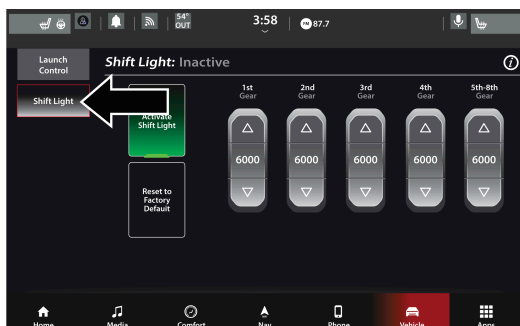 54°
OUT
3:58
FM 87.7
Launch
Control
Shift Light: Inactive
Shift Light
Activate
Shift Light
Reset to
Factory
Default
1st
Gear
2nd
Gear
3rd
Gear
4th
Gear
5th-8th
Gear
6000
6000
6000
6000
6000
Home
Media
Comfort
Nav
Phone
Vehicle
Apps